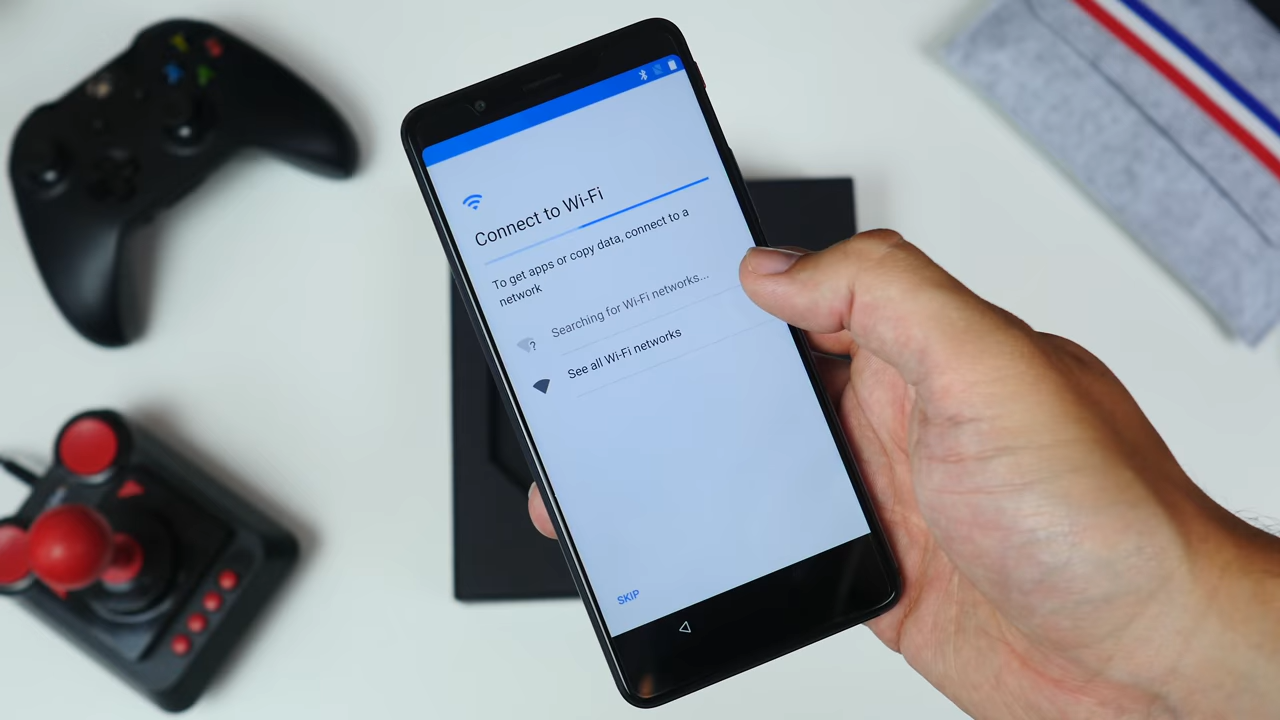 Connect to Wi-Fi
To get apps or copy data, connect to a
network
Searching for Wi-Fi networks...
?
See all Wi-Fi networks
SKIP